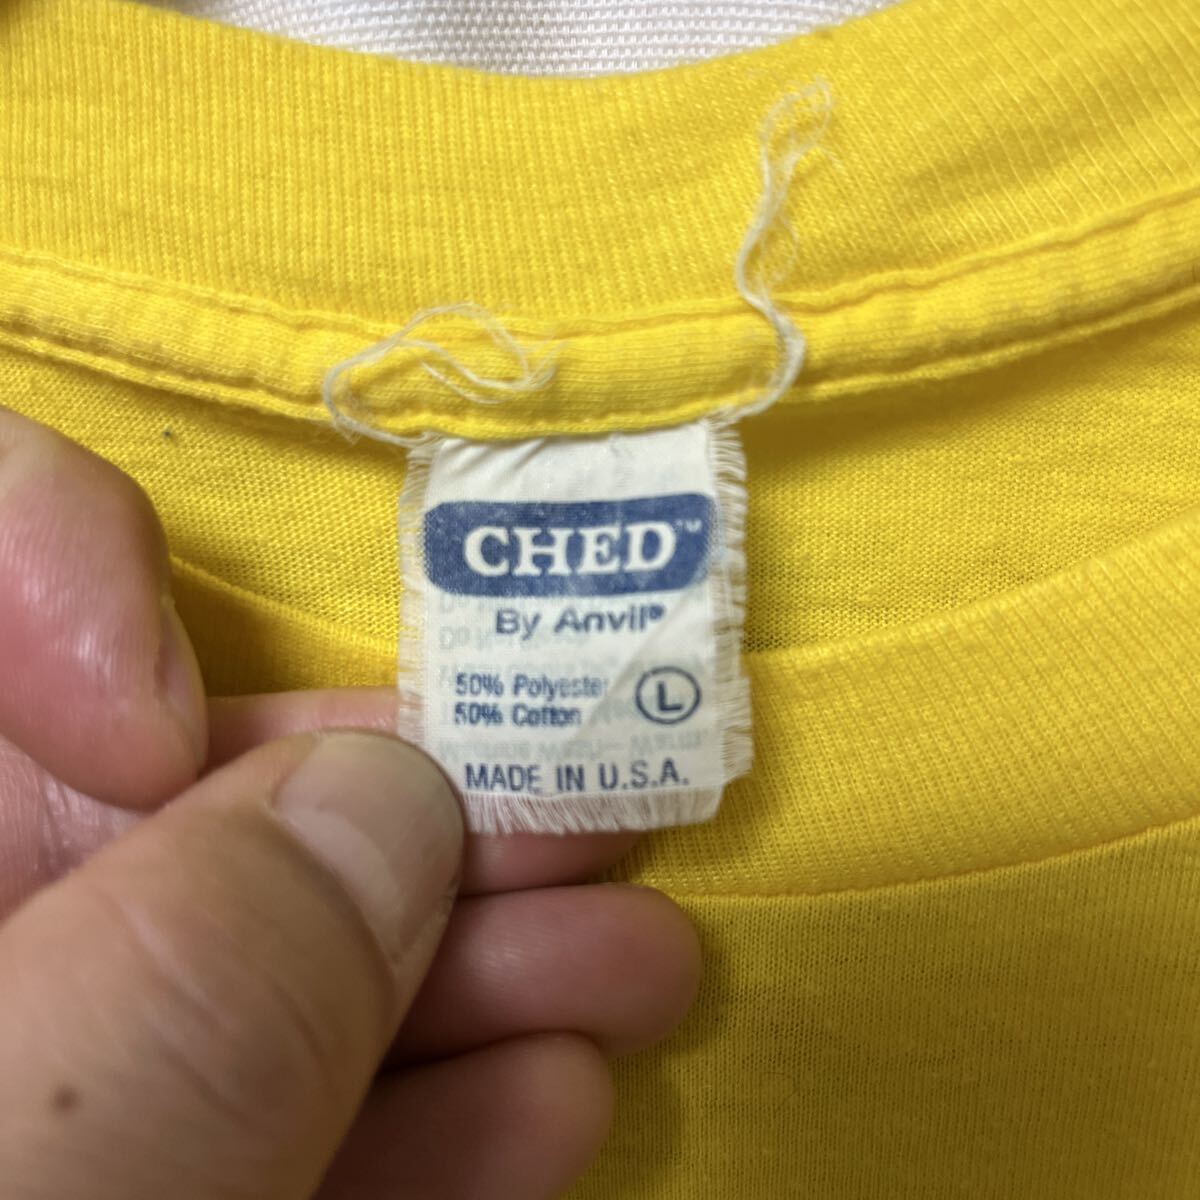 CHED™
By Anvil®
50% Polyester
50% Cotton
L
MADE IN U.S.A.